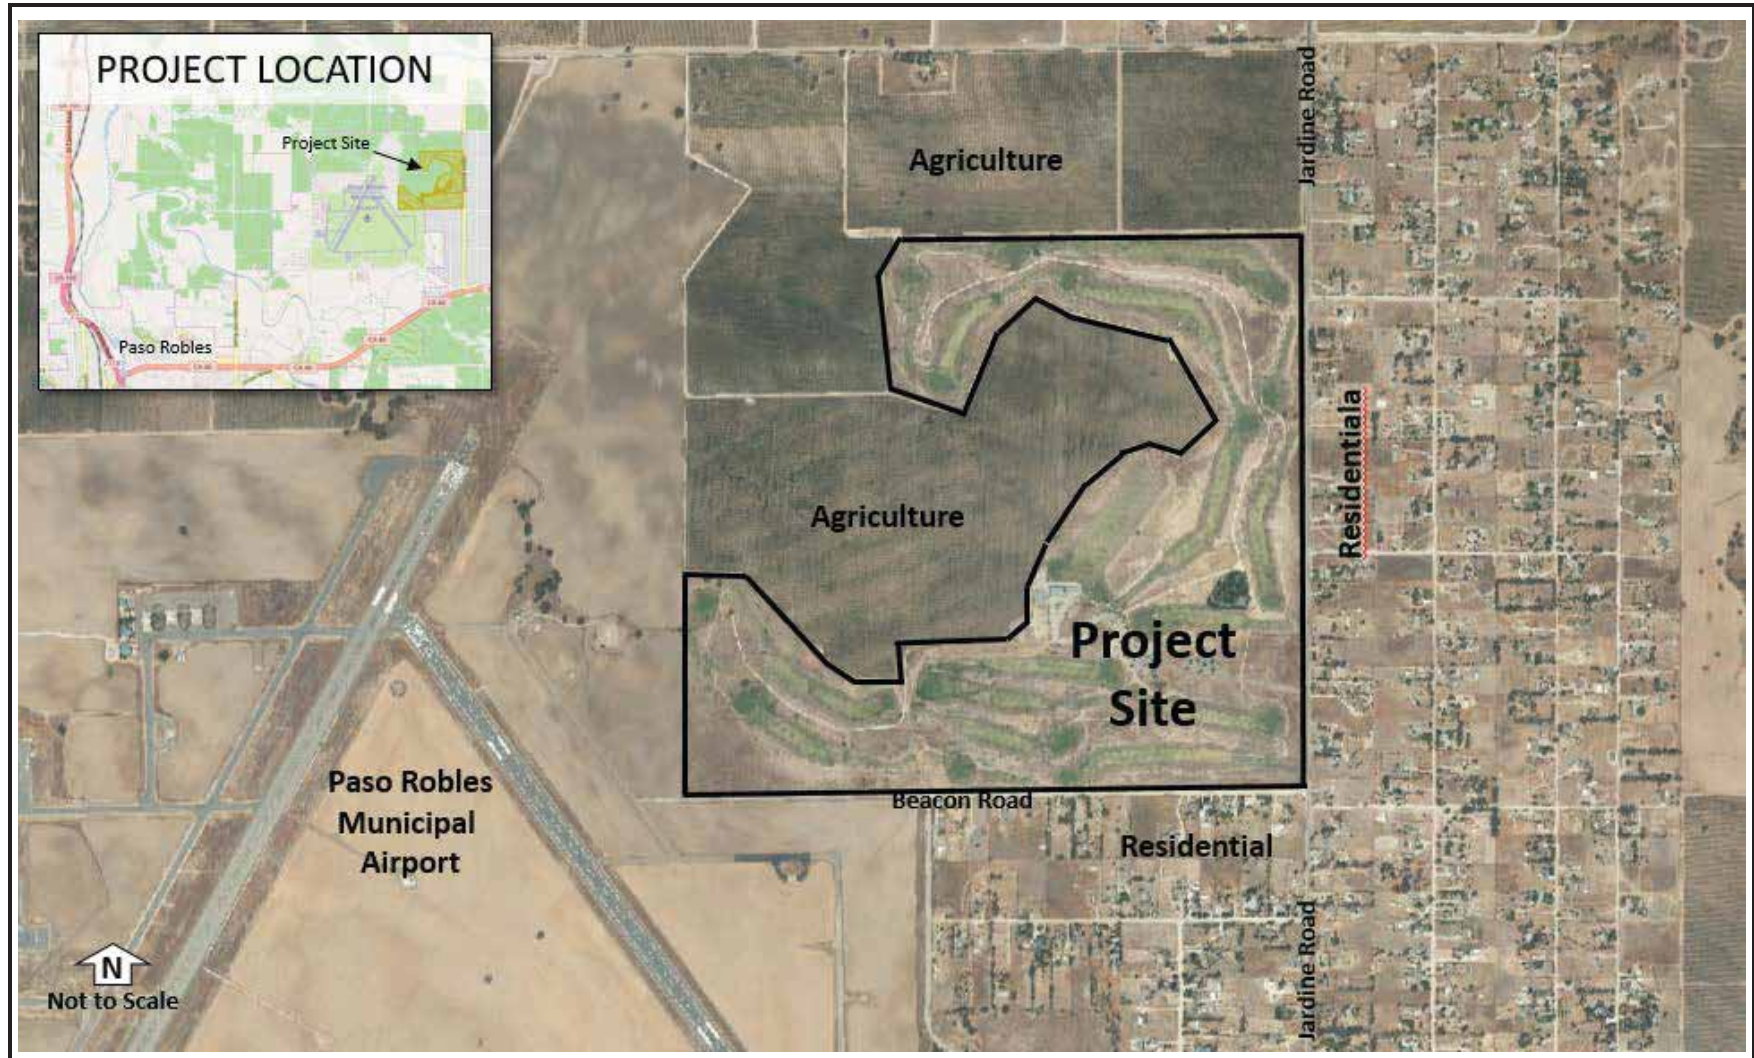 PROJECT LOCATION
Project Site
Paso Robles
Jardine Road
Agriculture
Residentiala
Agriculture
Project
Site
Paso Robles
Municipal
Airport
Beacon Road
Residential
Jardine Road
N
Not to Scale